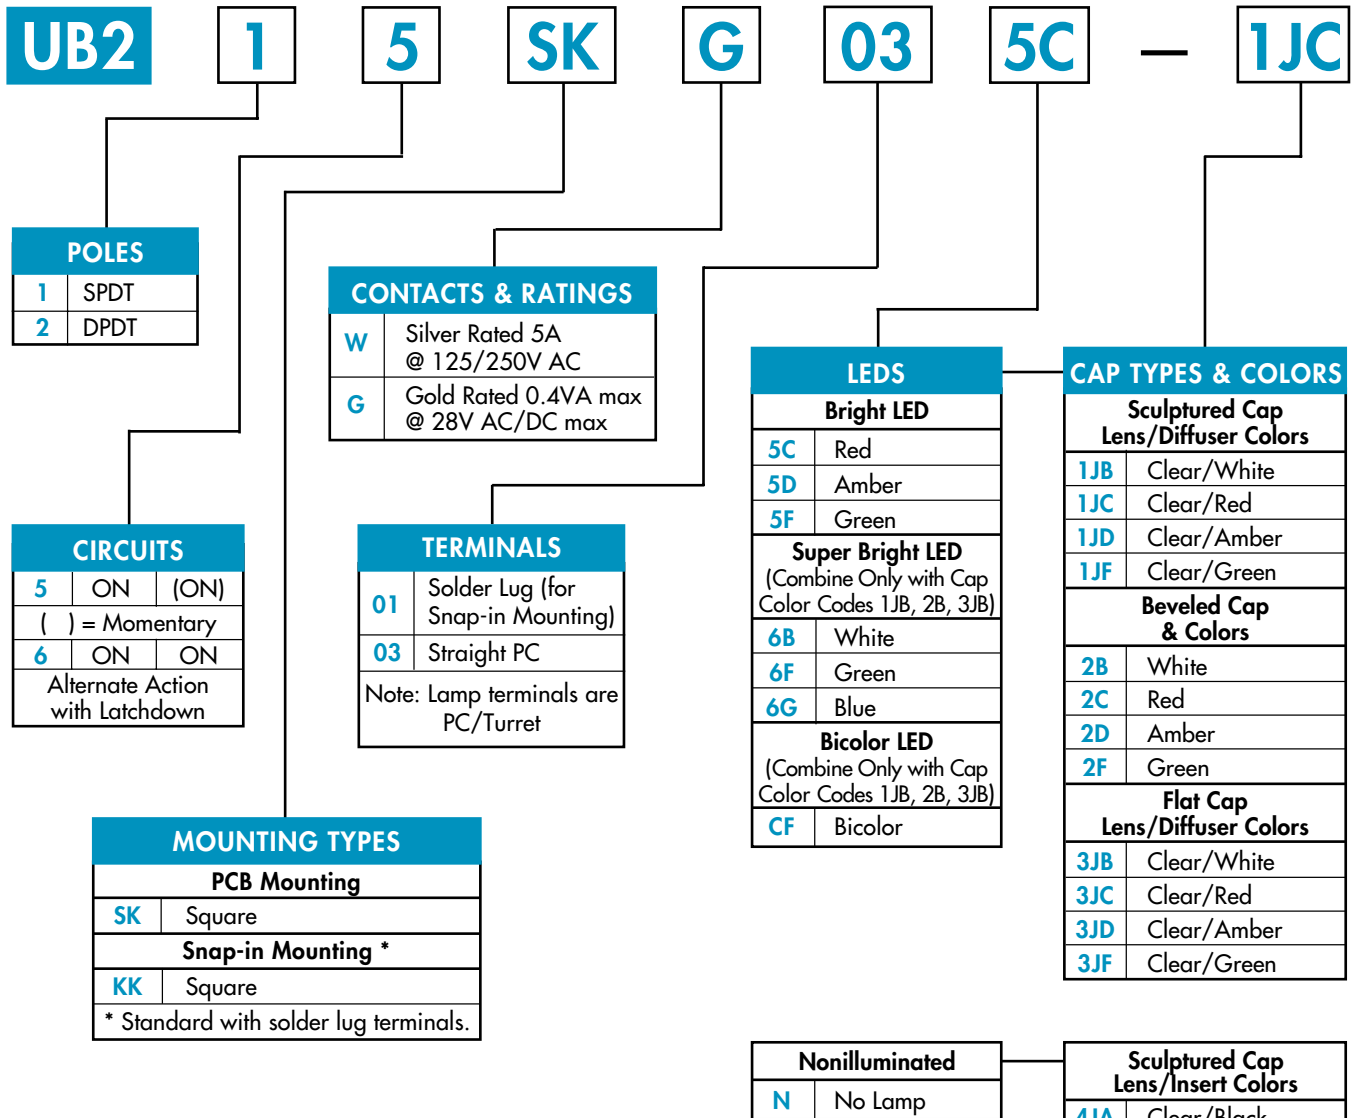 UB2 1 5 SK G 03 5C — 1JC
POLES
1 SPDT
2 DPDT
CIRCUITS
5 ON (ON)
( ) = Momentary
6 ON ON
Alternate Action
with Latchdown
MOUNTING TYPES
PCB Mounting
SK Square
Snap-in Mounting *
KK Square
* Standard with solder lug terminals.
CONTACTS & RATINGS
W Silver Rated 5A
@ 125/250V AC
G Gold Rated 0.4VA max
@ 28V AC/DC max
TERMINALS
01 Solder Lug (for
Snap-in Mounting)
03 Straight PC
Note: Lamp terminals are
PC/Turret
LEDS
Bright LED
5C Red
5D Amber
5F Green
Super Bright LED
(Combine Only with Cap
Color Codes 1JB, 2B, 3JB)
6B White
6F Green
6G Blue
Bicolor LED
(Combine Only with Cap
Color Codes 1JB, 2B, 3JB)
CF Bicolor
CAP TYPES & COLORS
Sculptured Cap
Lens/Diffuser Colors
1JB Clear/White
1JC Clear/Red
1JD Clear/Amber
1JF Clear/Green
Beveled Cap
& Colors
2B White
2C Red
2D Amber
2F Green
Flat Cap
Lens/Diffuser Colors
3JB Clear/White
3JC Clear/Red
3JD Clear/Amber
3JF Clear/Green
Nonilluminated
N No Lamp
Sculptured Cap
Lens/Insert Colors
4JA Clear/Black